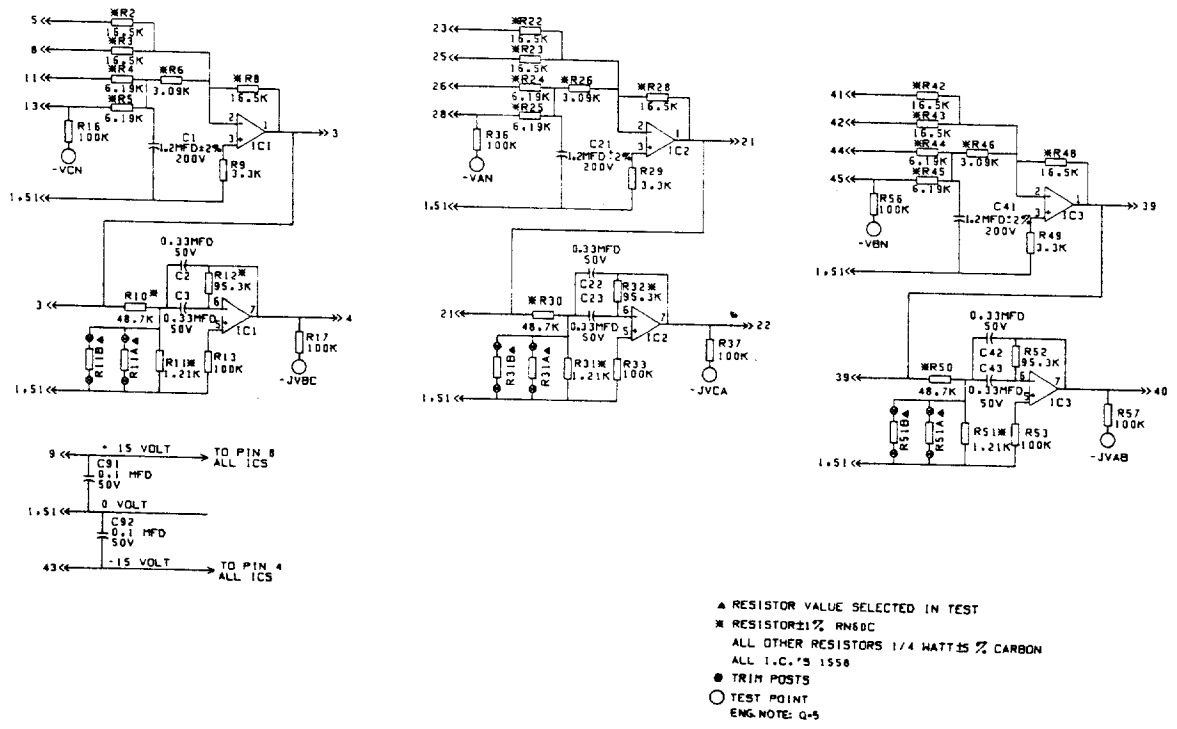 5 ※R2 16.5K
8 ※R3 16.5K
11 ※R4 6.19K ※R6 3.09K ※R8 16.5K
13 ※R5 6.19K
R16 100K
-VCN
C1 1.2MFD±2% 200V
2 3 1 IC1 3
R9 3.3K
1,51
23 ※R22 16.5K
25 ※R23 16.5K
26 ※R24 6.19K ※R26 3.09K ※R28 16.5K
28 ※R25 6.19K
R36 100K
-VAN
C21 1.2MFD±2% 200V
2 3 1 IC2 21
R29 3.3K
1,51
41 ※R42 16.5K
42 ※R43 16.5K
44 ※R44 6.19K ※R46 3.09K ※R48 16.5K
45 ※R45 6.19K
R56 100K
-VBN
C41 1.2MFD±2% 200V
2 3 1 IC3 39
R49 3.3K
1,51
0.33MFD
50V
C2 R12※ 95.3K
3 R10※ 48.7K C3 0.33MFD 50V
6 5 + 7 IC1 4
R11B▲ R11A▲ R11※ 1.21K R13 100K
R17 100K
-JVBC
1,51
0.33MFD
50V
C22 R32※ 95.3K
21 ※R30 48.7K C23 0.33MFD 50V
6 5 + 7 IC2 22
R31B▲ R31A▲ R31※ 1.21K R33 100K
R37 100K
-JVCA
1,51
0.33MFD
50V
C42 R52 95.3K
39 ※R50 48.7K C43 0.33MFD 50V
6 5 + 7 IC3 40
R51B▲ R51A▲ R51※ 1.21K R53 100K
R57 100K
-JVAB
1,51
9 + 15 VOLT TO PIN 8
ALL ICS
C91
0.1 MFD
50V
1,51 0 VOLT
C92
0.1 MFD
50V
43 -15 VOLT TO PIN 4
ALL ICS
▲ RESISTOR VALUE SELECTED IN TEST
※ RESISTOR±1% RN60C
ALL OTHER RESISTORS 1/4 WATT±5 % CARBON
ALL I.C.'S 1558
TRIM POSTS
TEST POINT
ENG. NOTE: Q=5